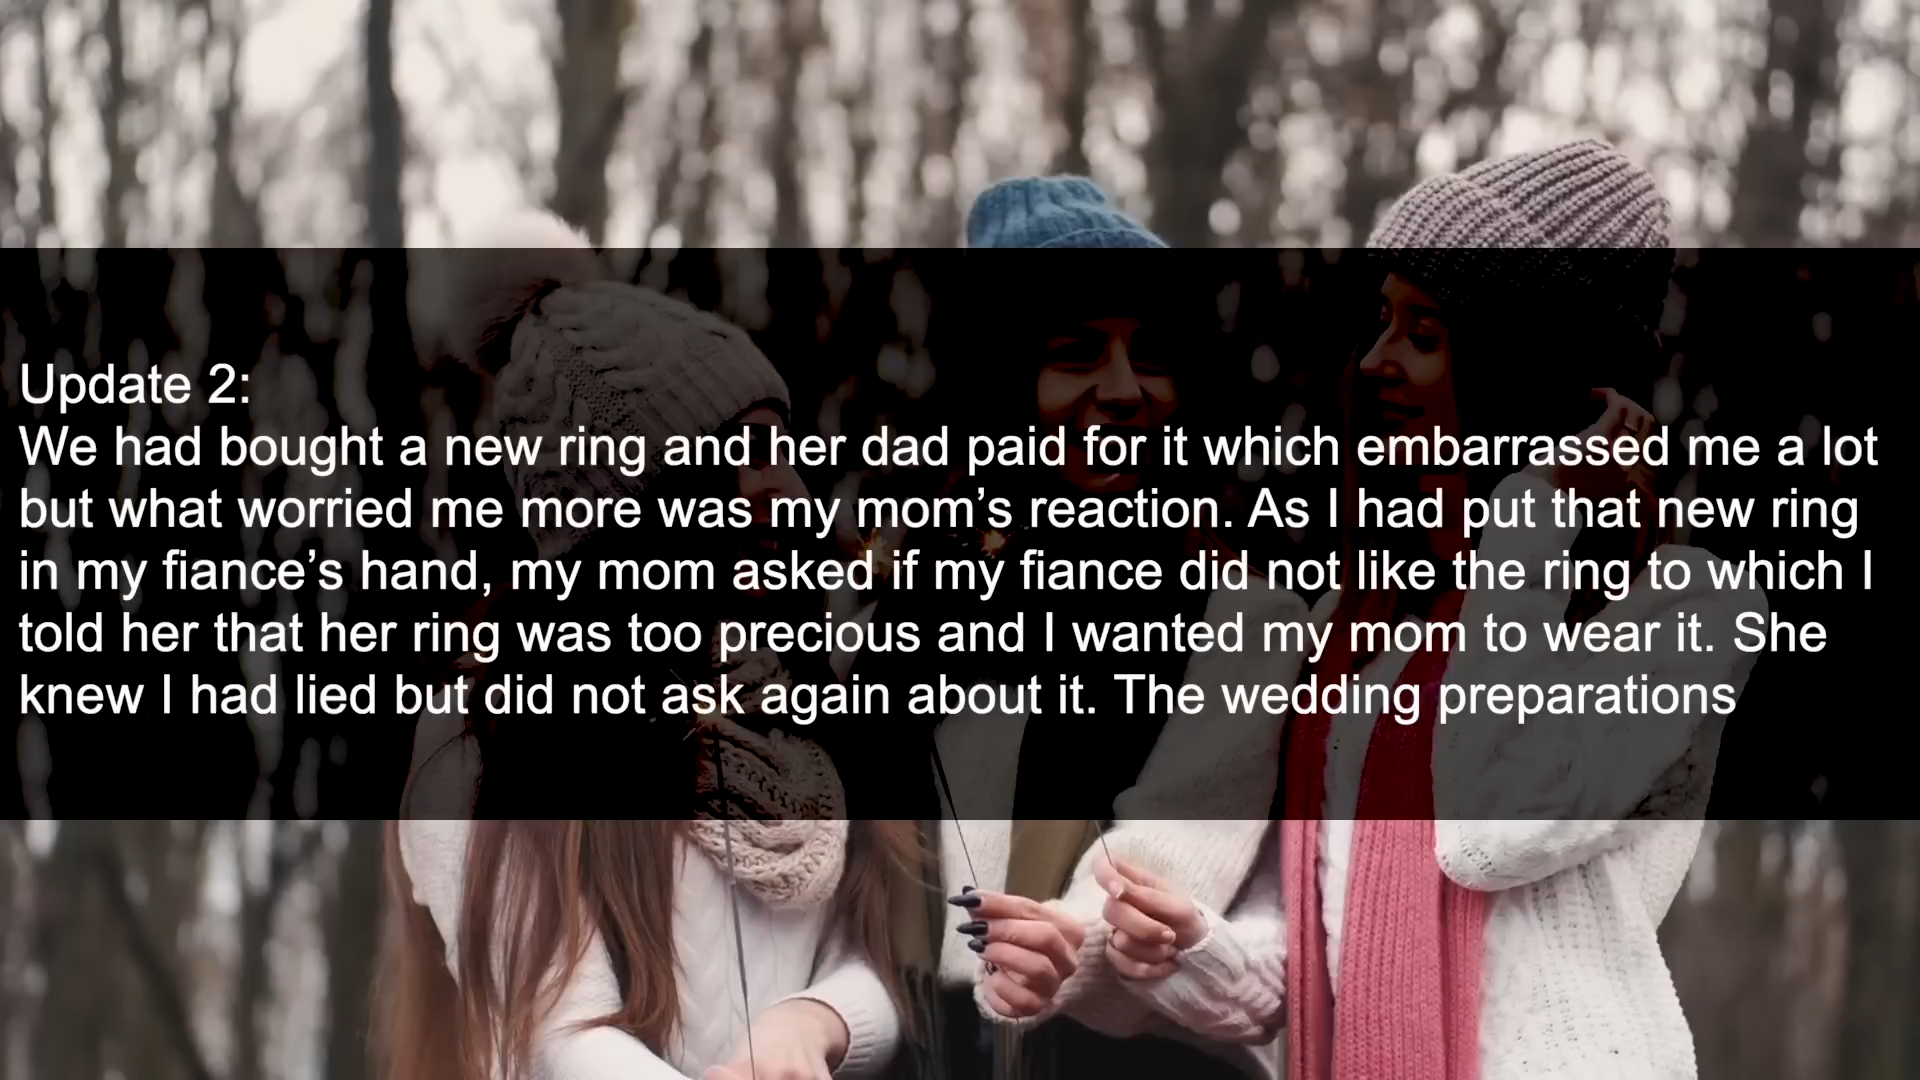 Update 2:
We had bought a new ring and her dad paid for it which embarrassed me a lot
but what worried me more was my mom’s reaction. As I had put that new ring
in my fiance’s hand, my mom asked if my fiance did not like the ring to which I
told her that her ring was too precious and I wanted my mom to wear it. She
knew I had lied but did not ask again about it. The wedding preparations